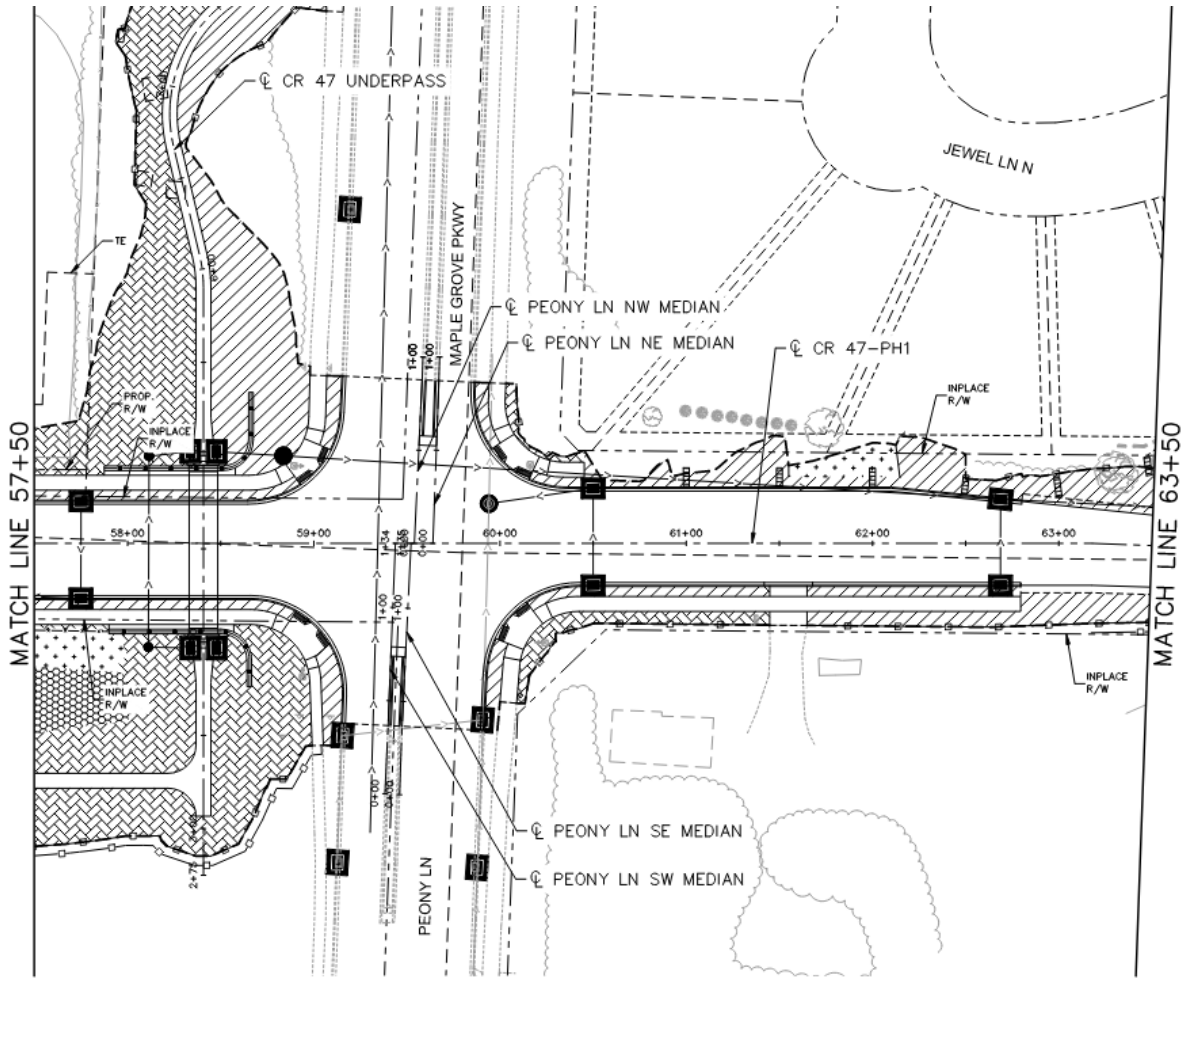 ℄ CR 47 UNDERPASS
JEWEL LN N
TE
MAPLE GROVE PKWY
℄ PEONY LN NW MEDIAN
℄ PEONY LN NE MEDIAN
℄ CR 47-PH1
1+00
1+00
INPLACE
R/W
PROP.
R/W
INPLACE
R/W
MATCH LINE 57+50
MATCH LINE 63+50
58+00
59+00
1+34
0+00
60+00
61+00
62+00
63+00
1+00
1+00
INPLACE
R/W
INPLACE
R/W
0+00
0+00
℄ PEONY LN SE MEDIAN
℄ PEONY LN SW MEDIAN
2+75
PEONY LN